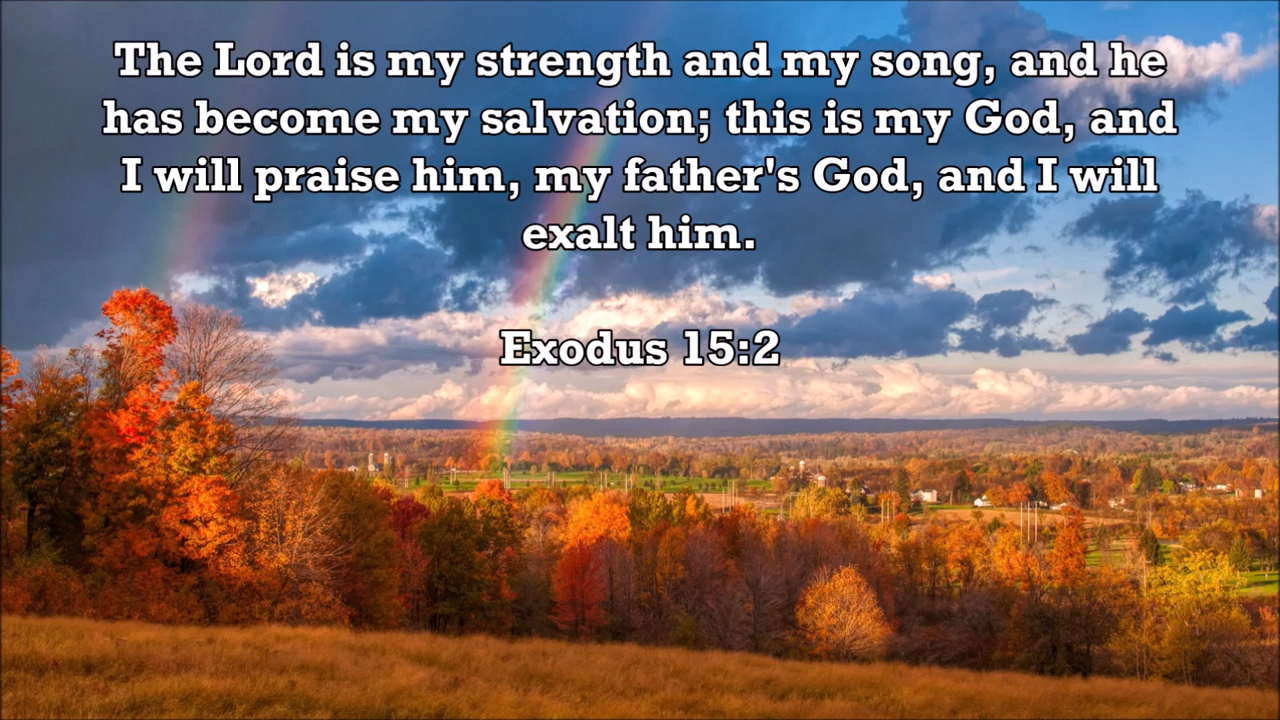 The Lord is my strength and my song, and he
has become my salvation; this is my God, and
I will praise him, my father's God, and I will
exalt him.
Exodus 15:2